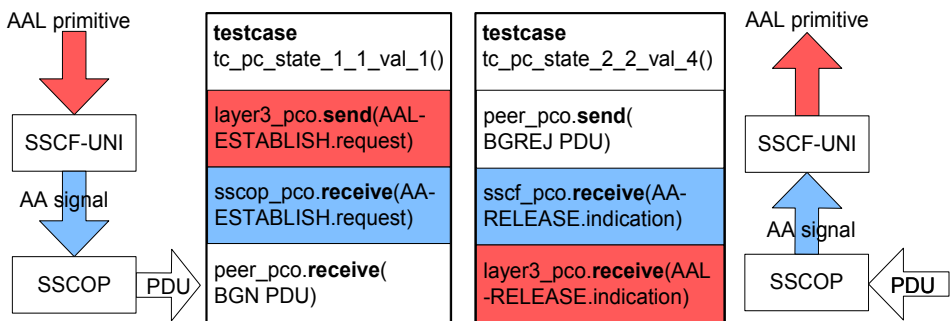 AAL primitive
SSCF-UNI
AA signal
SSCOP
PDU
testcase
tc_pc_state_1_1_val_1()
layer3_pco.send(AAL-
ESTABLISH.request)
sscop_pco.receive(AA-
ESTABLISH.request)
peer_pco.receive(
BGN PDU)
testcase
tc_pc_state_2_2_val_4()
peer_pco.send(
BGREJ PDU)
sscf_pco.receive(AA-
RELEASE.indication)
layer3_pco.receive(AAL
-RELEASE.indication)
AAL primitive
SSCF-UNI
AA signal
SSCOP
PDU